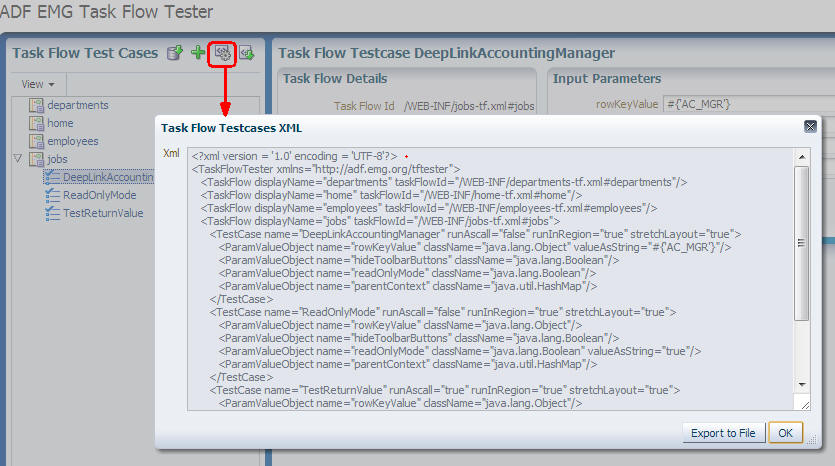 ADF EMG Task Flow Tester
Task Flow Test Cases
View
departments
home
employees
jobs
DeepLinkAccountin
ReadOnlyMode
TestReturnValue
Task Flow Testcase DeepLinkAccountingManager
Task Flow Details
Task Flow Id /WEB-INF/jobs-tf.xml#jobs
Input Parameters
rowKeyValue #{'AC_MGR'}
Task Flow Testcases XML
Xml
<?xml version = '1.0' encoding = 'UTF-8'?>
<TaskFlowTester xmlns="http://adf.emg.org/tftester">
<TaskFlow displayName="departments" taskFlowId="/WEB-INF/departments-tf.xml#departments"/>
<TaskFlow displayName="home" taskFlowId="/WEB-INF/home-tf.xml#home"/>
<TaskFlow displayName="employees" taskFlowId="/WEB-INF/employees-tf.xml#employees"/>
<TaskFlow displayName="jobs" taskFlowId="/WEB-INF/jobs-tf.xml#jobs">
<TestCase name="DeepLinkAccountingManager" runAscall="false" runInRegion="true" stretchLayout="true">
<ParamValueObject name="rowKeyValue" className="java.lang.Object" valueAsString="#{'AC_MGR'}"/>
<ParamValueObject name="hideToolbarButtons" className="java.lang.Boolean"/>
<ParamValueObject name="readOnlyMode" className="java.lang.Boolean"/>
<ParamValueObject name="parentContext" className="java.util.HashMap"/>
</TestCase>
<TestCase name="ReadOnlyMode" runAscall="false" runInRegion="true" stretchLayout="true">
<ParamValueObject name="rowKeyValue" className="java.lang.Object"/>
<ParamValueObject name="hideToolbarButtons" className="java.lang.Boolean"/>
<ParamValueObject name="readOnlyMode" className="java.lang.Boolean" valueAsString="true"/>
<ParamValueObject name="parentContext" className="java.util.HashMap"/>
</TestCase>
<TestCase name="TestReturnValue" runAscall="true" runInRegion="true" stretchLayout="true">
<ParamValueObject name="rowKeyValue" className="java.lang.Object"/>
Export to File
OK